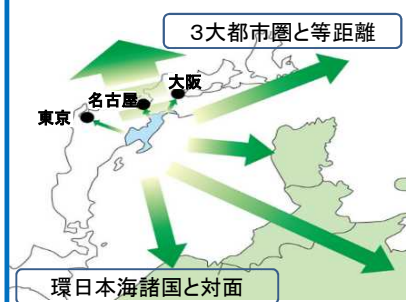 3大都市圏と等距離
大阪
名古屋
東京
環日本海諸国と対面